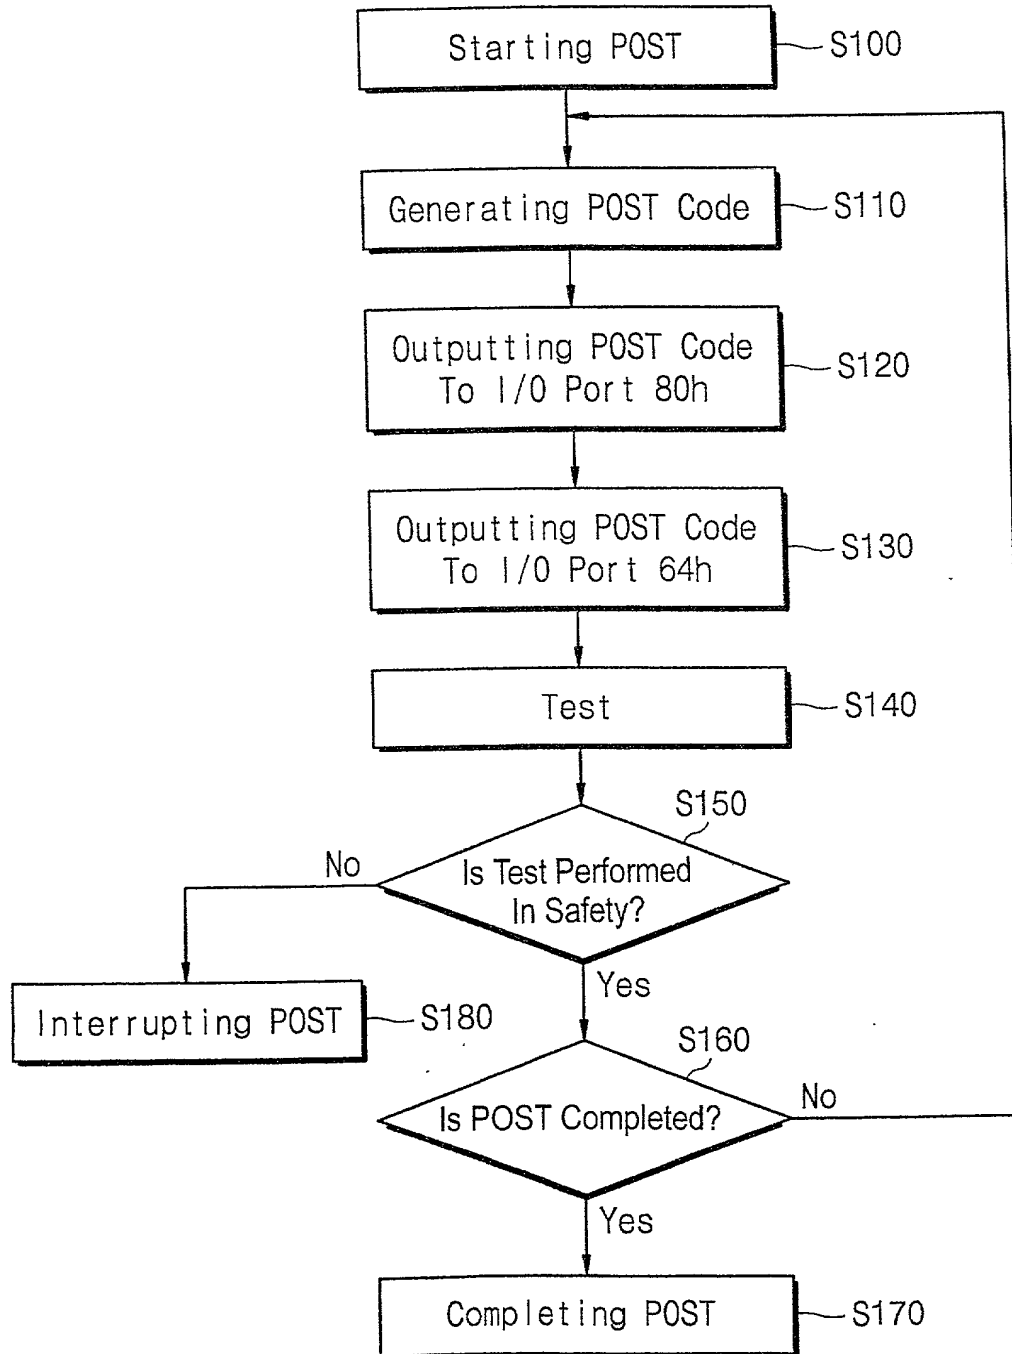 Starting POST
S100
Generating POST Code
S110
Outputting POST Code
To I/O Port 80h
S120
Outputting POST Code
To I/O Port 64h
S130
Test
S140
S150
Is Test Performed
In Safety?
No
Yes
Interrupting POST
S180
S160
Is POST Completed?
No
Yes
Completing POST
S170